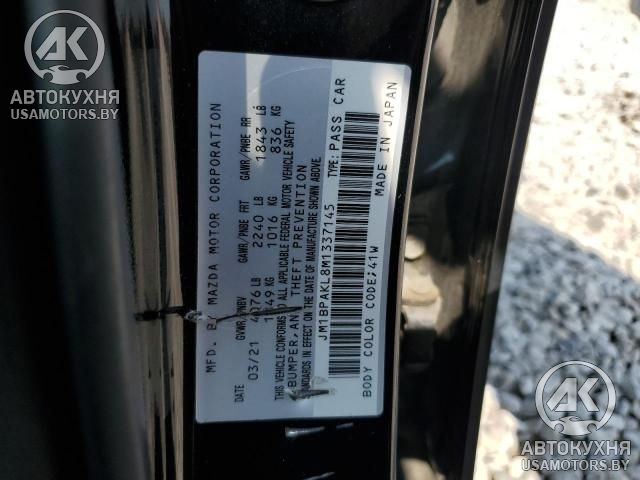 АК
АВТОКУХНЯ
USAMOTORS.BY
MFD. BY MAZDA MOTOR CORPORATION
DATE GVWR/PNBV GAWR/PNBE FRT GAWR/PNBE RR
03/21 4076 LB 2240 LB 1843 LB
1849 KG 1016 KG 836 KG
THIS VEHICLE CONFORMS TO ALL APPLICABLE FEDERAL MOTOR VEHICLE SAFETY
(BUMPER, AND THEFT PREVENTION
STANDARDS IN EFFECT ON THE DATE OF MANUFACTURE SHOWN ABOVE.
JM1BPAKL8M1337145 TYPE: PASS CAR
BODY COLOR CODE:41W MADE IN JAPAN
АК
АВТОКУХНЯ
USAMOTORS.BY